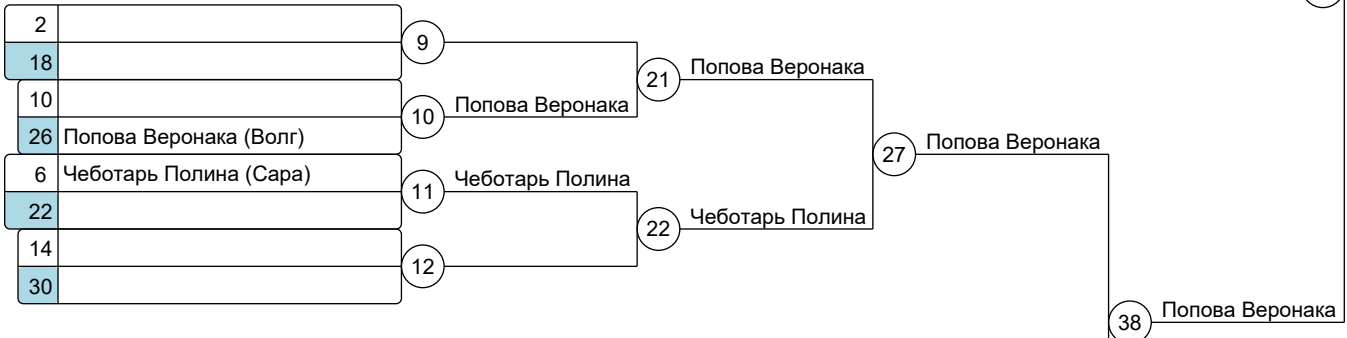 2
9
18
21 Попова Веронака
10
10 Попова Веронака
26 Попова Веронака (Волг)
27 Попова Веронака
6 Чеботарь Полина (Сара)
11 Чеботарь Полина
22
22 Чеботарь Полина
14
12
30
38 Попова Веронака